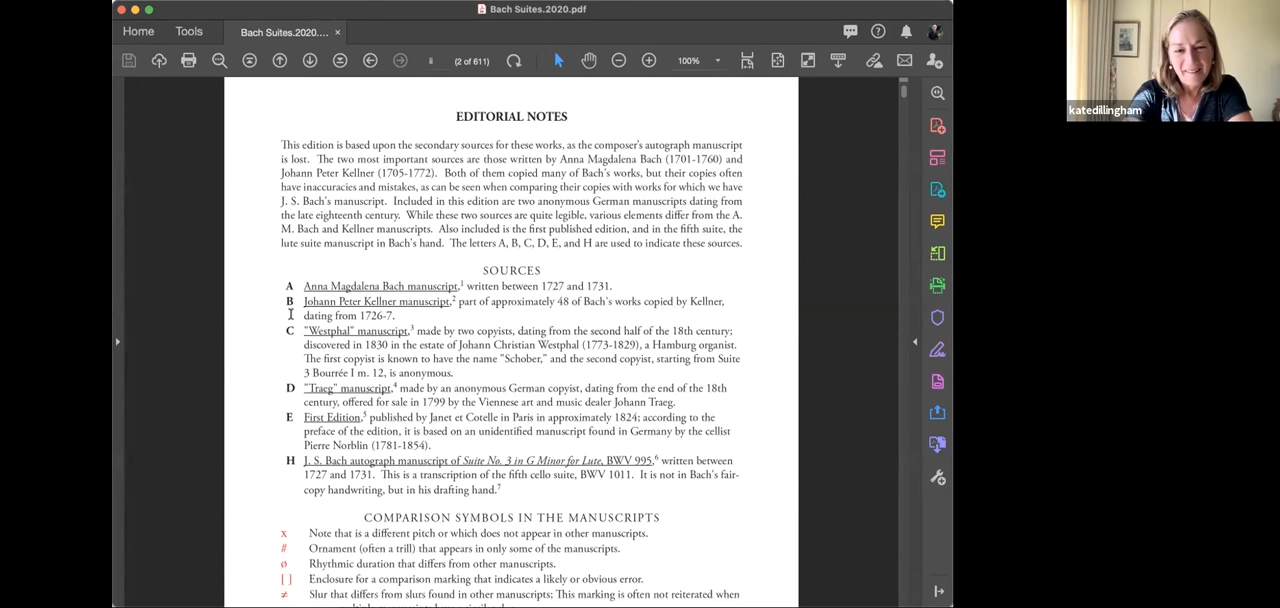 Bach Suites.2020.pdf
Home Tools Bach Suites.2020.... ×
(2 of 611) 100%
katedillingham
EDITORIAL NOTES
This edition is based upon the secondary sources for these works, as the composer's autograph manuscript
is lost. The two most important sources are those written by Anna Magdalena Bach (1701-1760) and
Johann Peter Kellner (1705-1772). Both of them copied many of Bach's works, but their copies often
have inaccuracies and mistakes, as can be seen when comparing their copies with works for which we have
J. S. Bach's manuscript. Included in this edition are two anonymous German manuscripts dating from
the late eighteenth century. While these two sources are quite legible, various elements differ from the A.
M. Bach and Kellner manuscripts. Also included is the first published edition, and in the fifth suite, the
lute suite manuscript in Bach's hand. The letters A, B, C, D, E, and H are used to indicate these sources.
SOURCES
A Anna Magdalena Bach manuscript,1 written between 1727 and 1731.
B Johann Peter Kellner manuscript,2 part of approximately 48 of Bach's works copied by Kellner,
dating from 1726-7.
C "Westphal" manuscript,3 made by two copyists, dating from the second half of the 18th century;
discovered in 1830 in the estate of Johann Christian Westphal (1773-1829), a Hamburg organist.
The first copyist is known to have the name "Schober," and the second copyist, starting from Suite
3 Bourrée I m. 12, is anonymous.
D "Traeg" manuscript,4 made by an anonymous German copyist, dating from the end of the 18th
century, offered for sale in 1799 by the Viennese art and music dealer Johann Traeg.
E First Edition,5 published by Janet et Cotelle in Paris in approximately 1824; according to the
preface of the edition, it is based on an unidentified manuscript found in Germany by the cellist
Pierre Norblin (1781-1854).
H J. S. Bach autograph manuscript of Suite No. 3 in G Minor for Lute, BWV 995,6 written between
1727 and 1731. This is a transcription of the fifth cello suite, BWV 1011. It is not in Bach's fair-
copy handwriting, but in his drafting hand.7
COMPARISON SYMBOLS IN THE MANUSCRIPTS
x Note that is a different pitch or which does not appear in other manuscripts.
# Ornament (often a trill) that appears in only some of the manuscripts.
ø Rhythmic duration that differs from other manuscripts.
[ ] Enclosure for a comparison marking that indicates a likely or obvious error.
≠ Slur that differs from slurs found in other manuscripts; This marking is often not reiterated when